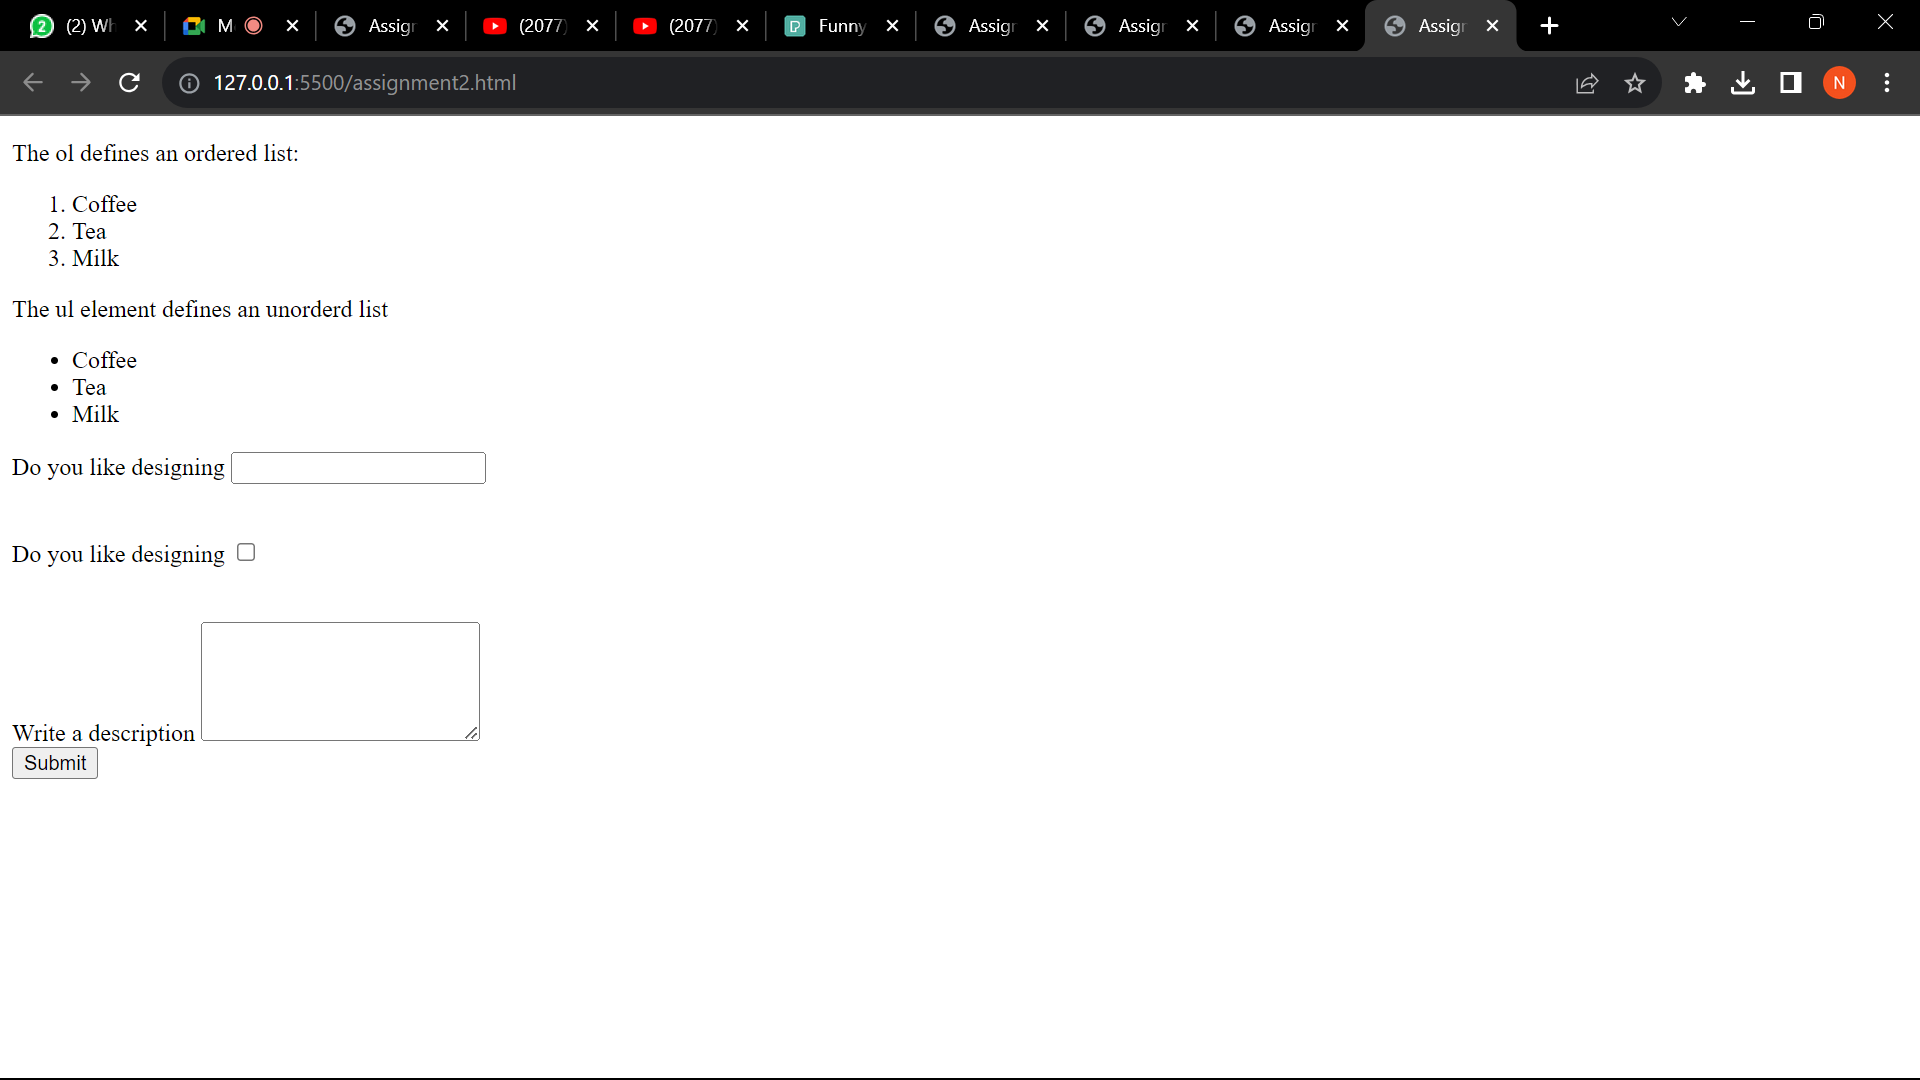 (2) Wh
M
Assigr
(2077)
(2077)
Funny
Assigr
Assigr
Assigr
Assigr
127.0.0.1:5500/assignment2.html
N
The ol defines an ordered list:
1. Coffee
2. Tea
3. Milk
The ul element defines an unorderd list
• Coffee
• Tea
• Milk
Do you like designing
Do you like designing
Write a description
Submit